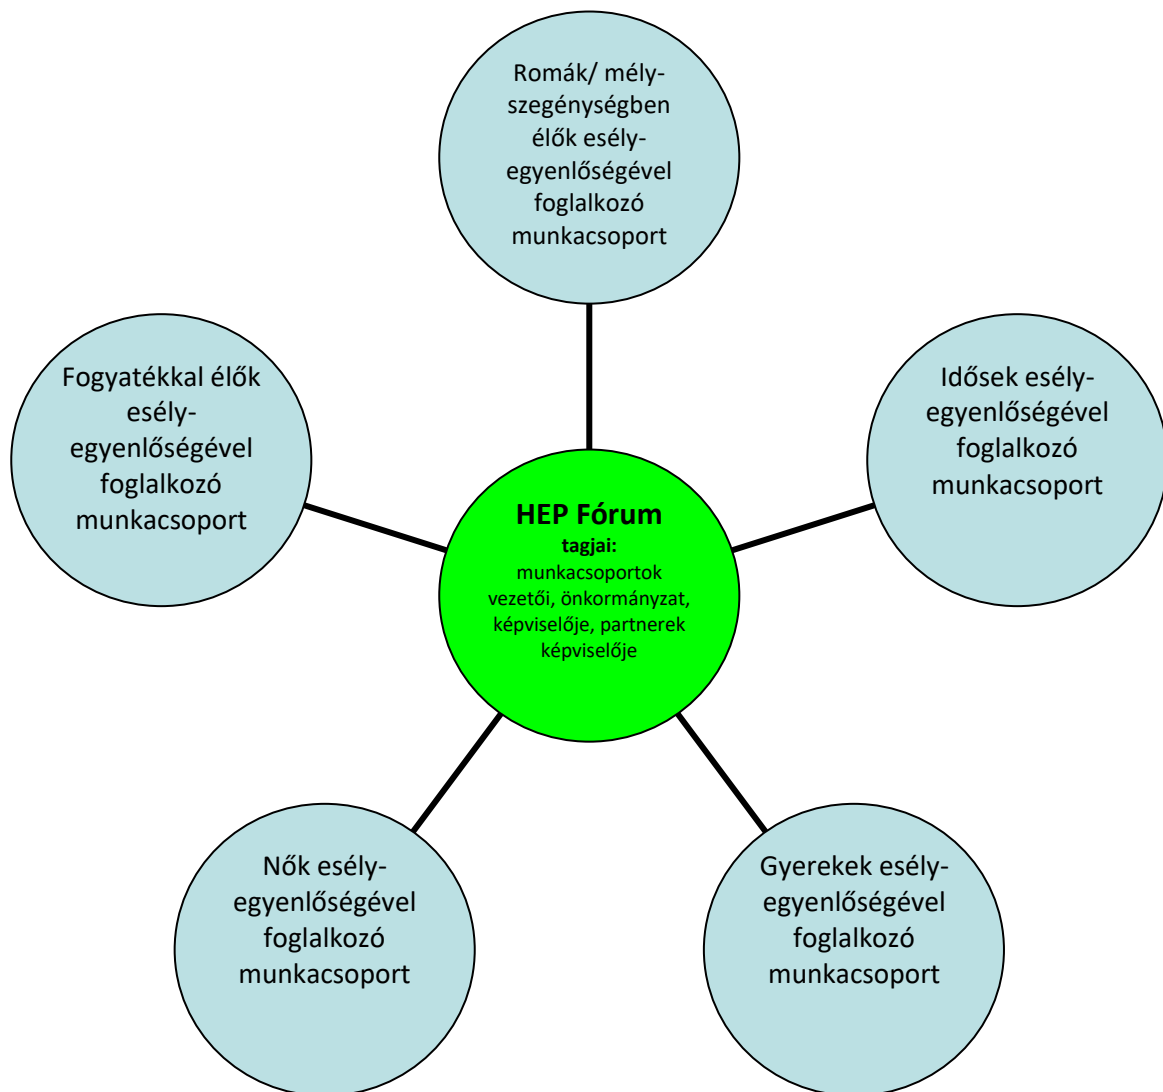 Romák/ mély-
szegénységben
élők esély-
egyenlőségével
foglalkozó
munkacsoport
Fogyatékkal élők
esély-
egyenlőségével
foglalkozó
munkacsoport
Idősek esély-
egyenlőségével
foglalkozó
munkacsoport
HEP Fórum
tagjai:
munkacsoportok
vezetői, önkormányzat,
képviselője, partnerek
képviselője
Nők esély-
egyenlőségével
foglalkozó
munkacsoport
Gyerekek esély-
egyenlőségével
foglalkozó
munkacsoport